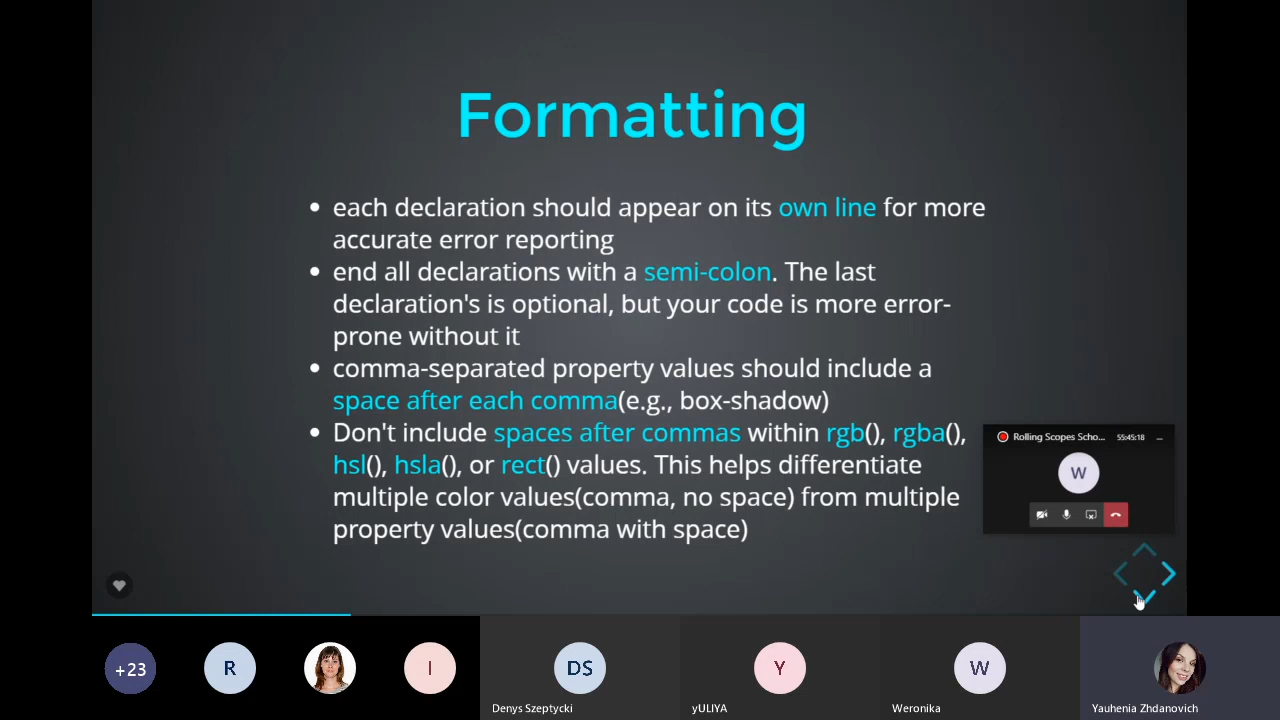 Formatting
each declaration should appear on its own line for more
accurate error reporting
end all declarations with a semi-colon. The last
declaration's is optional, but your code is more error-
prone without it
comma-separated property values should include a
space after each comma(e.g., box-shadow)
Don't include spaces after commas within rgb(), rgba(),
hsl(), hsla(), or rect() values. This helps differentiate
multiple color values(comma, no space) from multiple
property values(comma with space)
Rolling Scopes Scho... 55:45:18
W
+23
R
I
DS
Y
W
Denys Szeptycki
yULIYA
Weronika
Yauhenia Zhdanovich